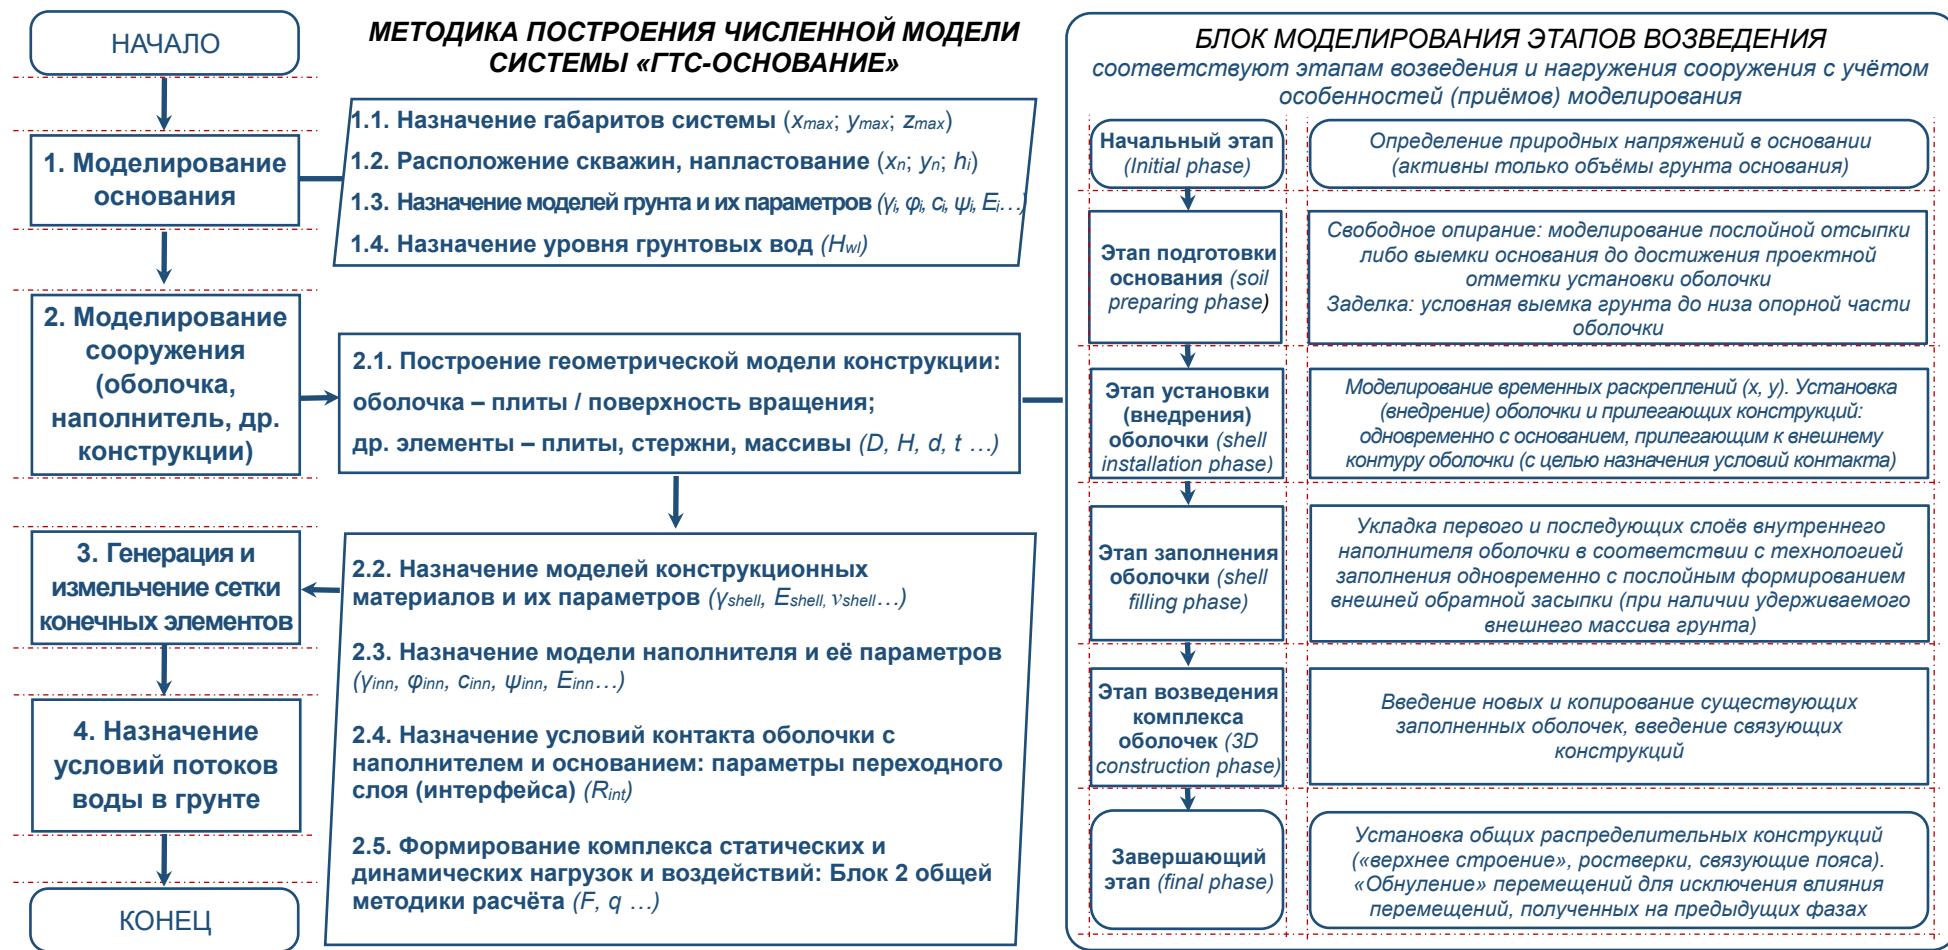 НАЧАЛО
МЕТОДИКА ПОСТРОЕНИЯ ЧИСЛЕННОЙ МОДЕЛИ
СИСТЕМЫ «ГТС-ОСНОВАНИЕ»
1. Моделирование
основания
1.1. Назначение габаритов системы (xmax; ymax; zmax)
1.2. Расположение скважин, напластование (xn; yn; hi)
1.3. Назначение моделей грунта и их параметров (γi, φi, ci, ψi, Ei…)
1.4. Назначение уровня грунтовых вод (Hwl)
2. Моделирование
сооружения
(оболочка,
наполнитель, др.
конструкции)
2.1. Построение геометрической модели конструкции:
оболочка – плиты / поверхность вращения;
др. элементы – плиты, стержни, массивы (D, H, d, t …)
2.2. Назначение моделей конструкционных
материалов и их параметров (γshell, Eshell, νshell…)
2.3. Назначение модели наполнителя и её параметров
(γinn, φinn, cinn, ψinn, Einn…)
2.4. Назначение условий контакта оболочки с
наполнителем и основанием: параметры переходного
слоя (интерфейса) (Rint)
2.5. Формирование комплекса статических и
динамических нагрузок и воздействий: Блок 2 общей
методики расчёта (F, q …)
3. Генерация и
измельчение сетки
конечных элементов
4. Назначение
условий потоков
воды в грунте
КОНЕЦ
БЛОК МОДЕЛИРОВАНИЯ ЭТАПОВ ВОЗВЕДЕНИЯ
соответствуют этапам возведения и нагружения сооружения с учётом
особенностей (приёмов) моделирования
Начальный этап
(Initial phase)
Определение природных напряжений в основании
(активны только объёмы грунта основания)
Этап подготовки
основания (soil
preparing phase)
Свободное опирание: моделирование послойной отсыпки
либо выемки основания до достижения проектной
отметки установки оболочки
Заделка: условная выемка грунта до низа опорной части
оболочки
Этап установки
(внедрения)
оболочки (shell
installation phase)
Моделирование временных раскреплений (x, y). Установка
(внедрение) оболочки и прилегающих конструкций:
одновременно с основанием, прилегающим к внешнему
контуру оболочки (с целью назначения условий контакта)
Этап заполнения
оболочки (shell
filling phase)
Укладка первого и последующих слоёв внутреннего
наполнителя оболочки в соответствии с технологией
заполнения одновременно с послойным формированием
внешней обратной засыпки (при наличии удерживаемого
внешнего массива грунта)
Этап возведения
комплекса
оболочек (3D
construction phase)
Введение новых и копирование существующих
заполненных оболочек, введение связующих
конструкций
Завершающий
этап (final phase)
Установка общих распределительных конструкций
(«верхнее строение», ростверки, связующие пояса).
«Обнуление» перемещений для исключения влияния
перемещений, полученных на предыдущих фазах